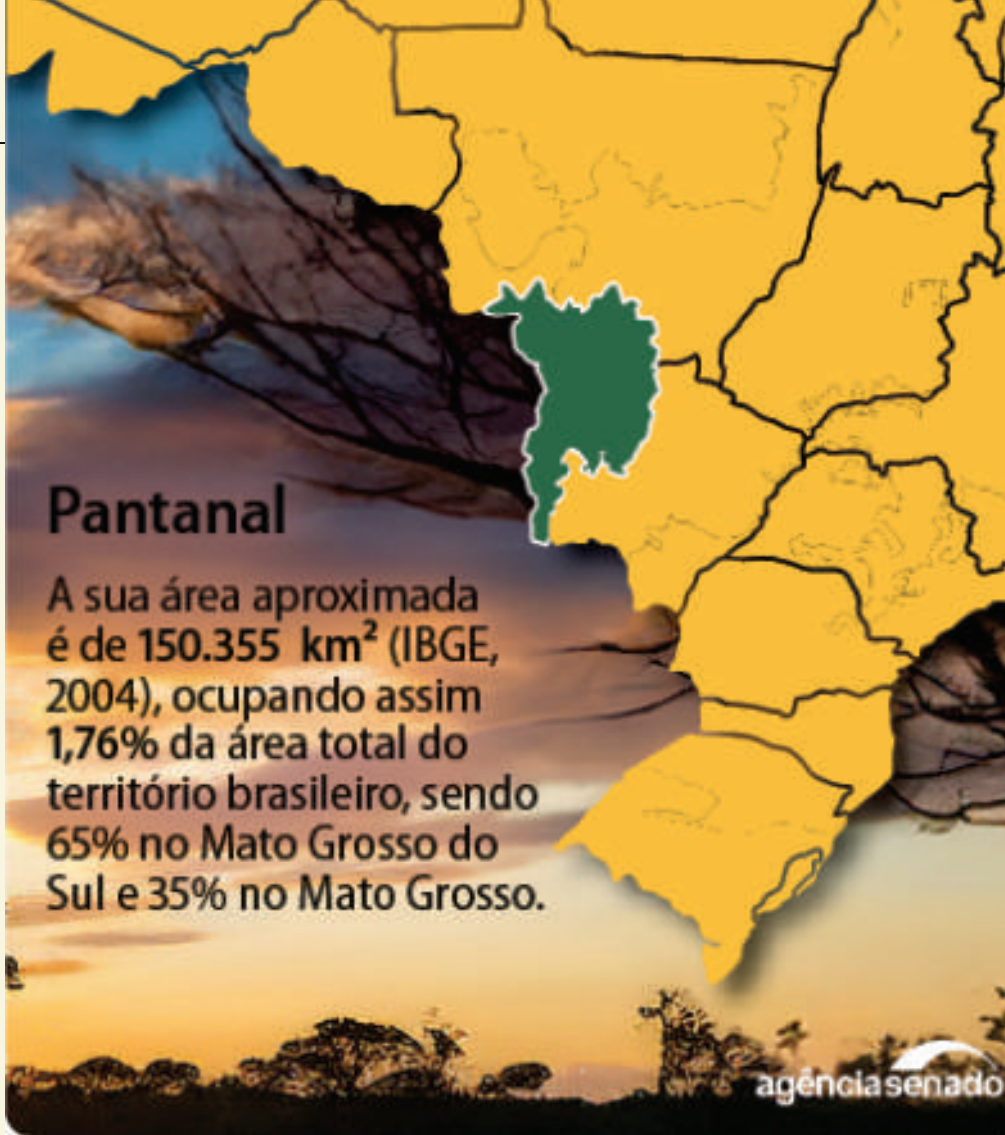 Pantanal
A sua área aproximada
é de 150.355 km² (IBGE,
2004), ocupando assim
1,76% da área total do
território brasileiro, sendo
65% no Mato Grosso do
Sul e 35% no Mato Grosso.
agênciasenado